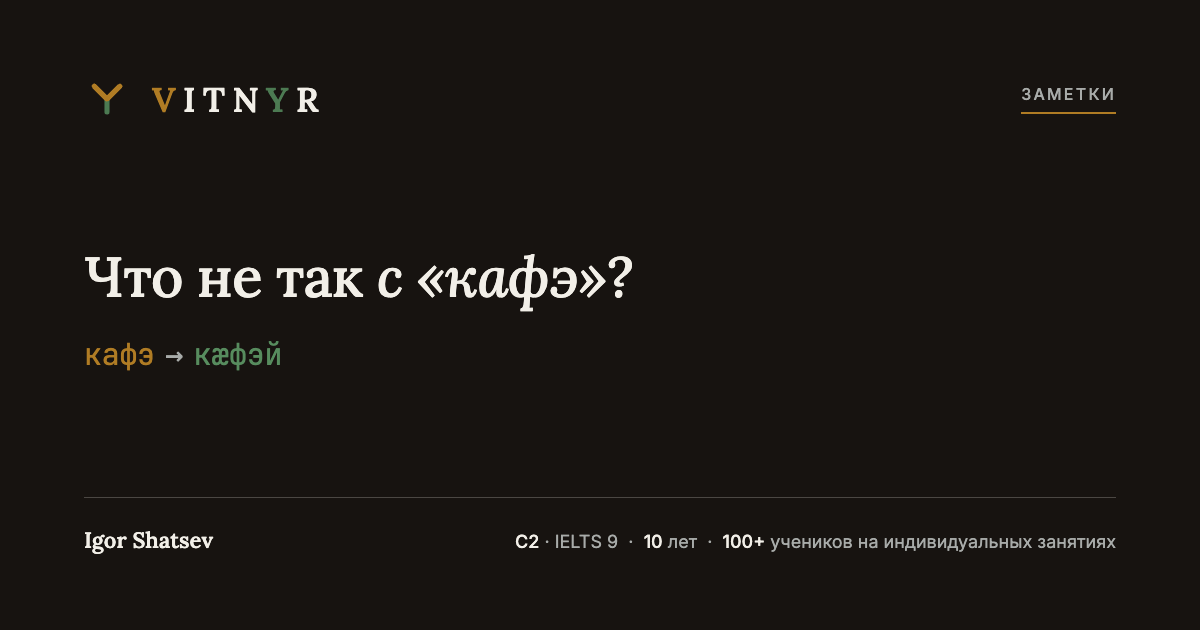 VITNYR
ЗАМЕТКИ
Что не так с «кафэ»?
кафэ → кæфэй
Igor Shatsev
C2 · IELTS 9 · 10 лет · 100+ учеников на индивидуальных занятиях